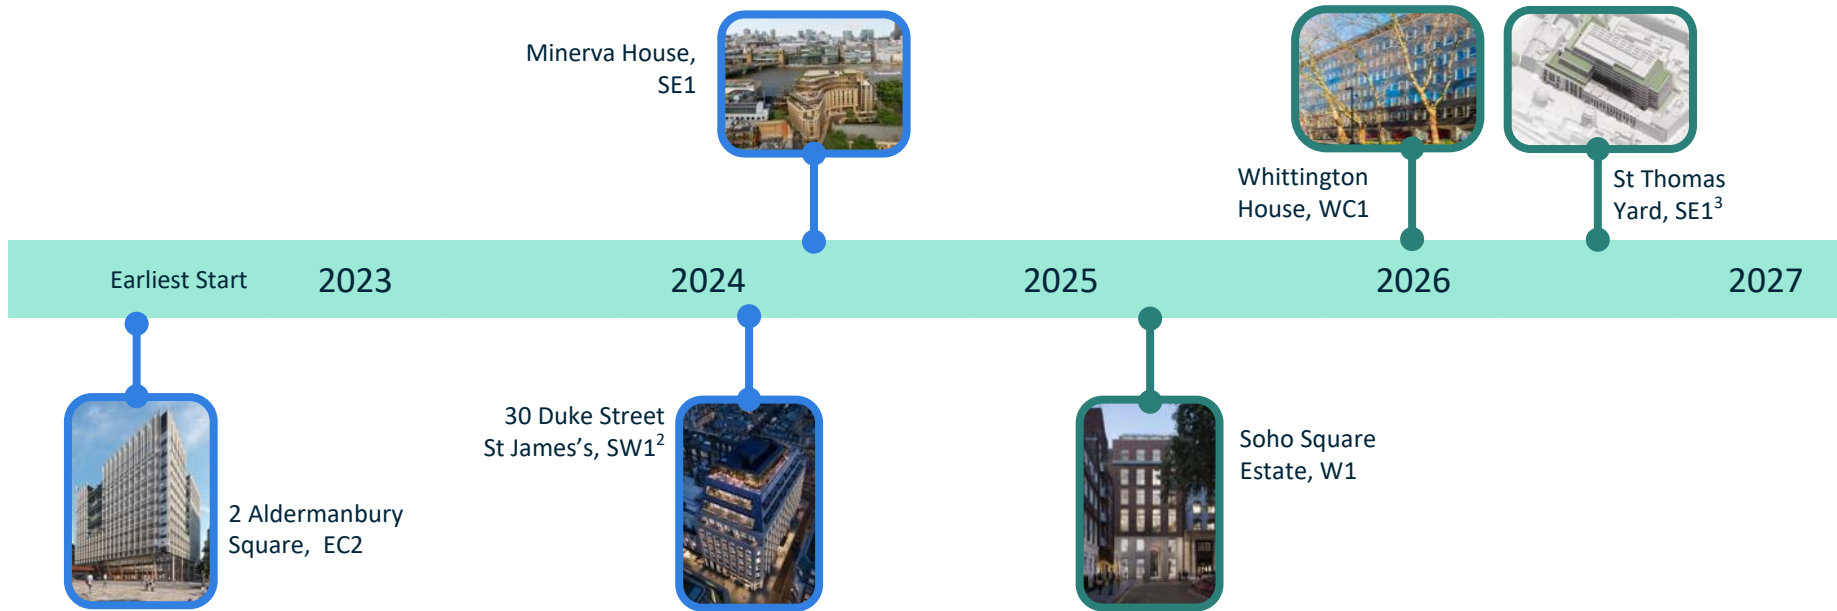 Minerva House,
SE1
Whittington
House, WC1
St Thomas
Yard, SE1³
Earliest Start 2023 2024 2025 2026 2027
2 Aldermanbury
Square, EC2
30 Duke Street
St James’s, SW1²
Soho Square
Estate, W1